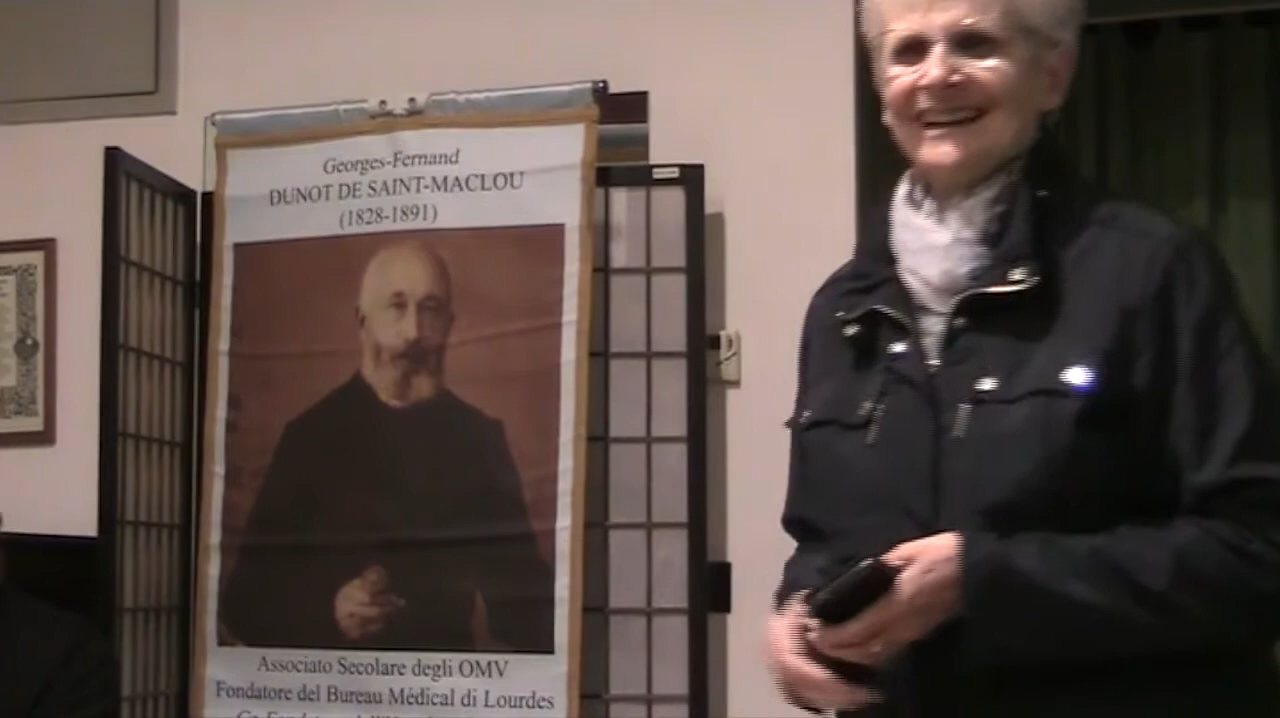 Georges-Fernand
DUNOT DE SAINT-MACLOU
(1828-1891)
Associato Secolare degli OMV
Fondatore del Bureau Médical di Lourdes